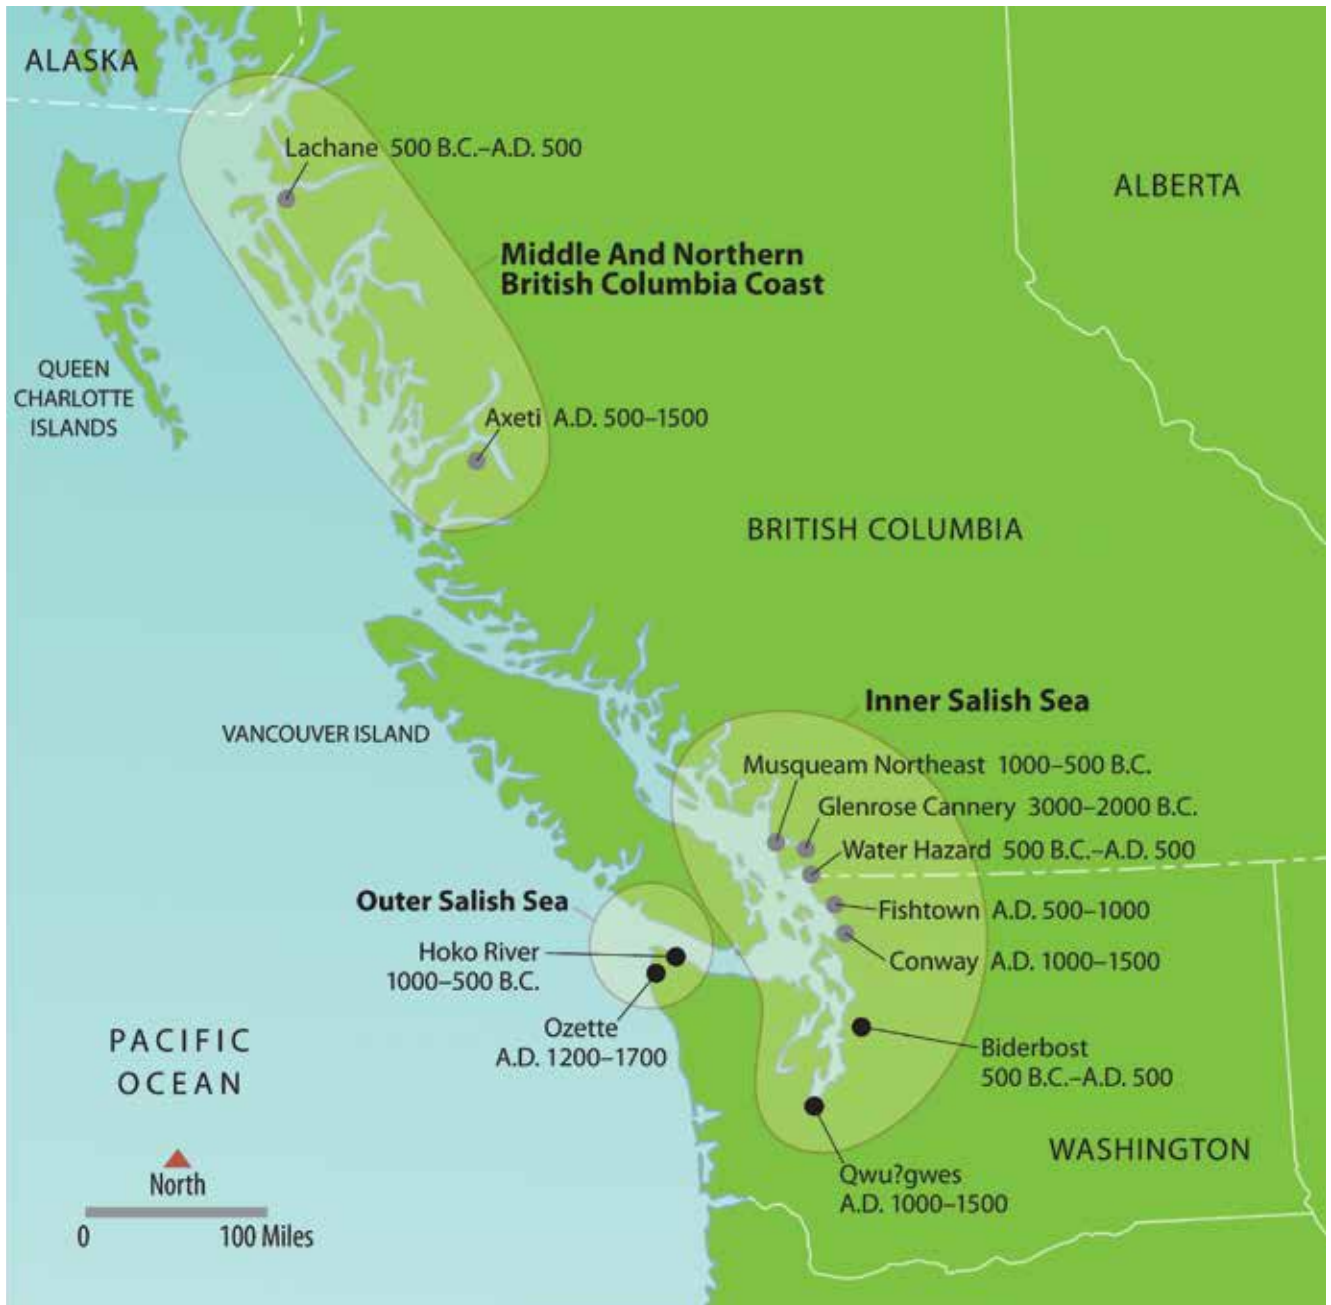 ALASKA
Lachane 500 B.C.–A.D. 500
ALBERTA
Middle And Northern
British Columbia Coast
QUEEN
CHARLOTTE
ISLANDS
Axeti A.D. 500–1500
BRITISH COLUMBIA
Inner Salish Sea
VANCOUVER ISLAND
Musqueam Northeast 1000–500 B.C.
Glenrose Cannery 3000–2000 B.C.
Water Hazard 500 B.C.–A.D. 500
Outer Salish Sea
Fishtown A.D. 500–1000
Hoko River
1000–500 B.C.
Conway A.D. 1000–1500
Ozette
A.D. 1200–1700
PACIFIC
OCEAN
Biderbost
500 B.C.–A.D. 500
WASHINGTON
North
Qwu?gwes
A.D. 1000–1500
0 100 Miles